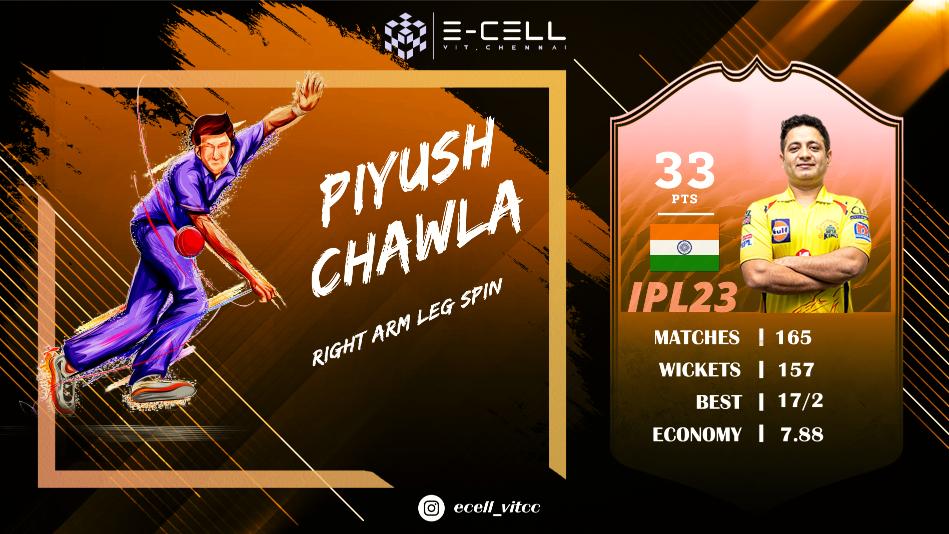 E-CELL
VIT, CHENNAI
PIYUSH
CHAWLA
RIGHT ARM LEG SPIN
33
PTS
IPL23
MATCHES | 165
WICKETS | 157
BEST | 17/2
ECONOMY | 7.88
Gulf
ecell_vitcc